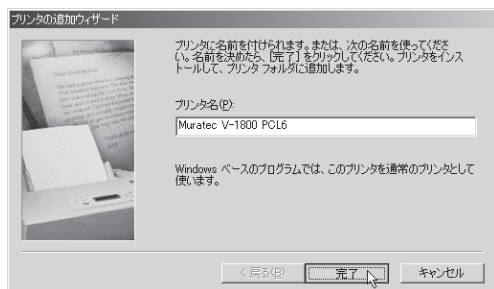 プリンタの追加ウィザード
プリンタに名前を付けられます。または、次の名前を使ってくださ
い。名前を決めたら、[完了] をクリックしてください。プリンタをインス
トールして、プリンタ フォルダに追加します。
プリンタ名(P):
Muratec V-1800 PCL6
Windows ベースのプログラムでは、このプリンタを通常のプリンタとして
使います。
< 戻る(B)
完了
キャンセル